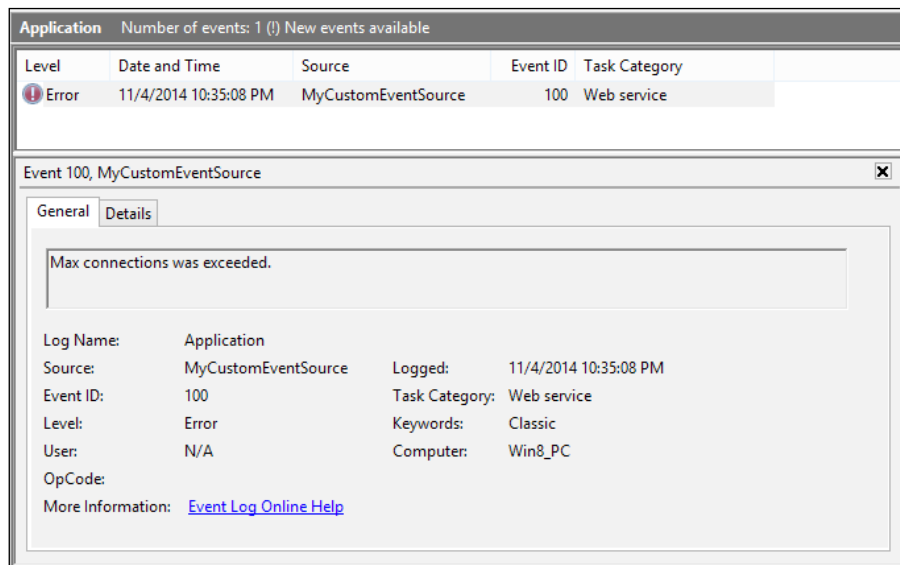 Application Number of events: 1 (!) New events available
Level Date and Time Source Event ID Task Category
Error 11/4/2014 10:35:08 PM MyCustomEventSource 100 Web service
Event 100, MyCustomEventSource
General Details
Max connections was exceeded.
Log Name: Application
Source: MyCustomEventSource Logged: 11/4/2014 10:35:08 PM
Event ID: 100 Task Category: Web service
Level: Error Keywords: Classic
User: N/A Computer: Win8_PC
OpCode:
More Information: Event Log Online Help